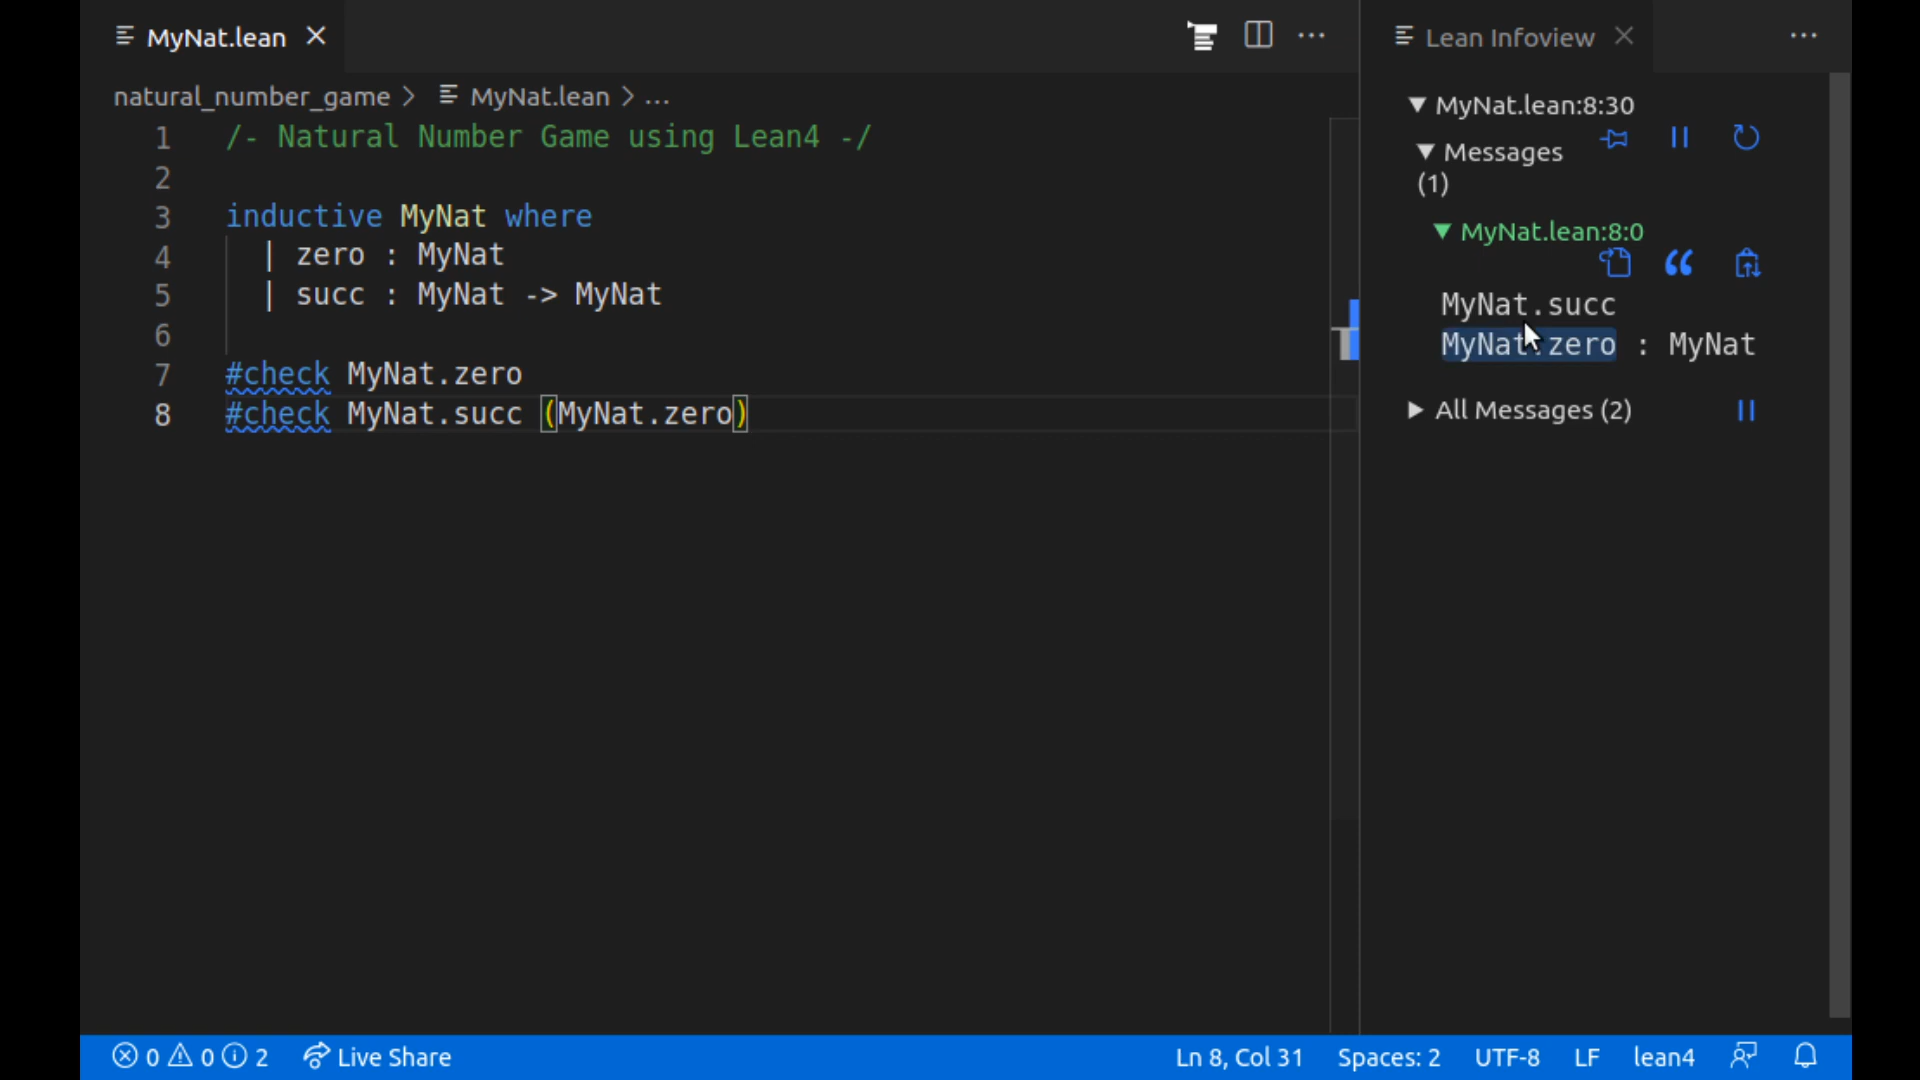 MyNat.lean
natural_number_game > MyNat.lean > ...
1 /- Natural Number Game using Lean4 -/
2
3 inductive MyNat where
4 | zero : MyNat
5 | succ : MyNat -> MyNat
6
7 #check MyNat.zero
8 #check MyNat.succ (MyNat.zero)
Lean Infoview
MyNat.lean:8:30
Messages
(1)
MyNat.lean:8:0
MyNat.succ
MyNat.zero : MyNat
All Messages (2)
0 0 2 Live Share Ln 8, Col 31 Spaces: 2 UTF-8 LF lean4